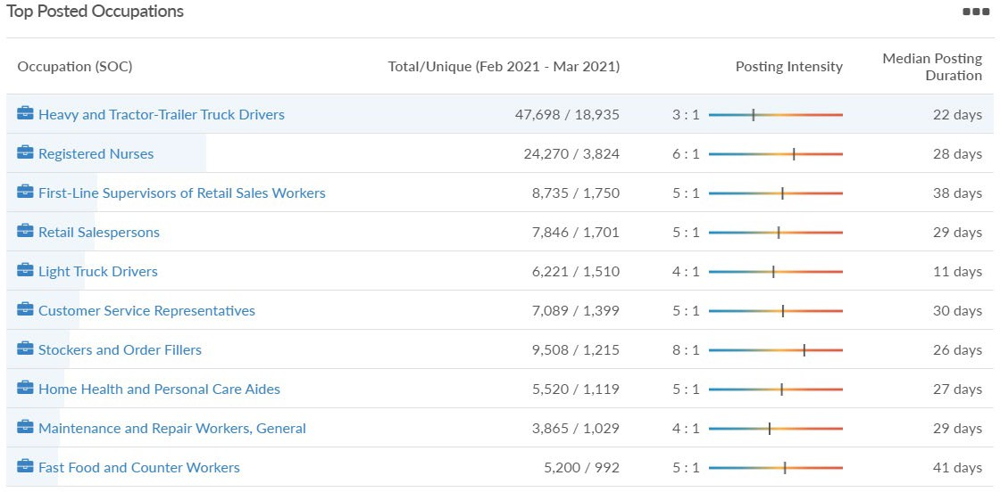 Top Posted Occupations
Occupation (SOC) Total/Unique (Feb 2021 - Mar 2021) Posting Intensity Median Posting Duration
Heavy and Tractor-Trailer Truck Drivers 47,698 / 18,935 3 : 1 22 days
Registered Nurses 24,270 / 3,824 6 : 1 28 days
First-Line Supervisors of Retail Sales Workers 8,735 / 1,750 5 : 1 38 days
Retail Salespersons 7,846 / 1,701 5 : 1 29 days
Light Truck Drivers 6,221 / 1,510 4 : 1 11 days
Customer Service Representatives 7,089 / 1,399 5 : 1 30 days
Stockers and Order Fillers 9,508 / 1,215 8 : 1 26 days
Home Health and Personal Care Aides 5,520 / 1,119 5 : 1 27 days
Maintenance and Repair Workers, General 3,865 / 1,029 4 : 1 29 days
Fast Food and Counter Workers 5,200 / 992 5 : 1 41 days